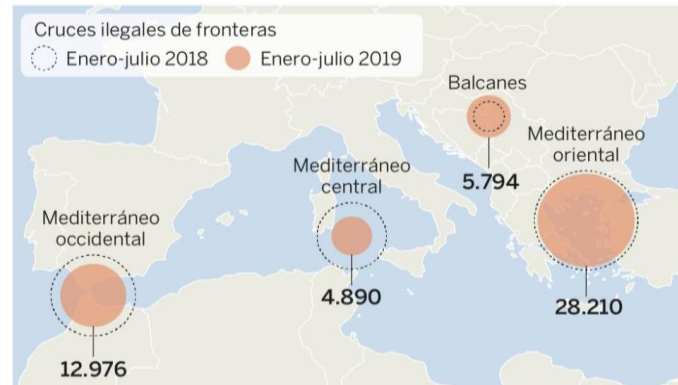 Cruces ilegales de fronteras
Enero-julio 2018
Enero-julio 2019
Balcanes
5.794
Mediterráneo
oriental
28.210
Mediterráneo
central
4.890
Mediterráneo
occidental
12.976